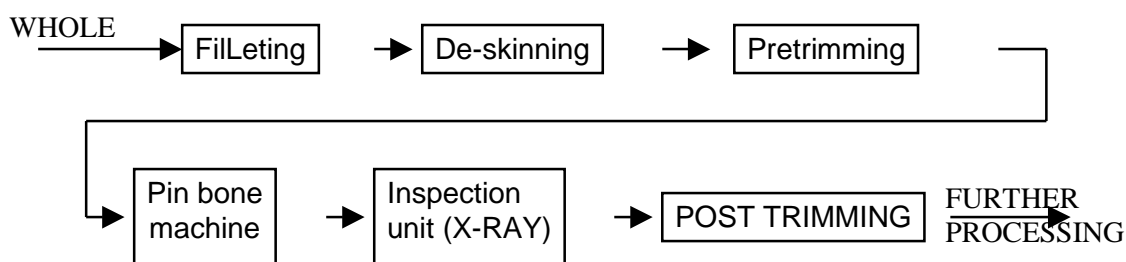 WHOLE
FilLeting
De-skinning
Pretrimming
Pin bone
machine
Inspection
unit (X-RAY)
POST TRIMMING
FURTHER
PROCESSING